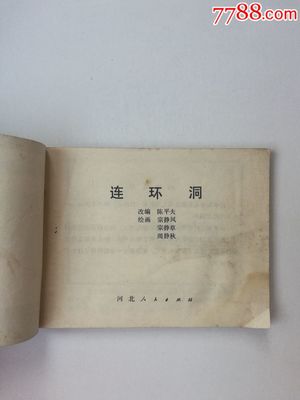 7788.com
连环洞
改编 陈平夫
绘画 宗静风
宗静草
周静秋
河北人民出版社